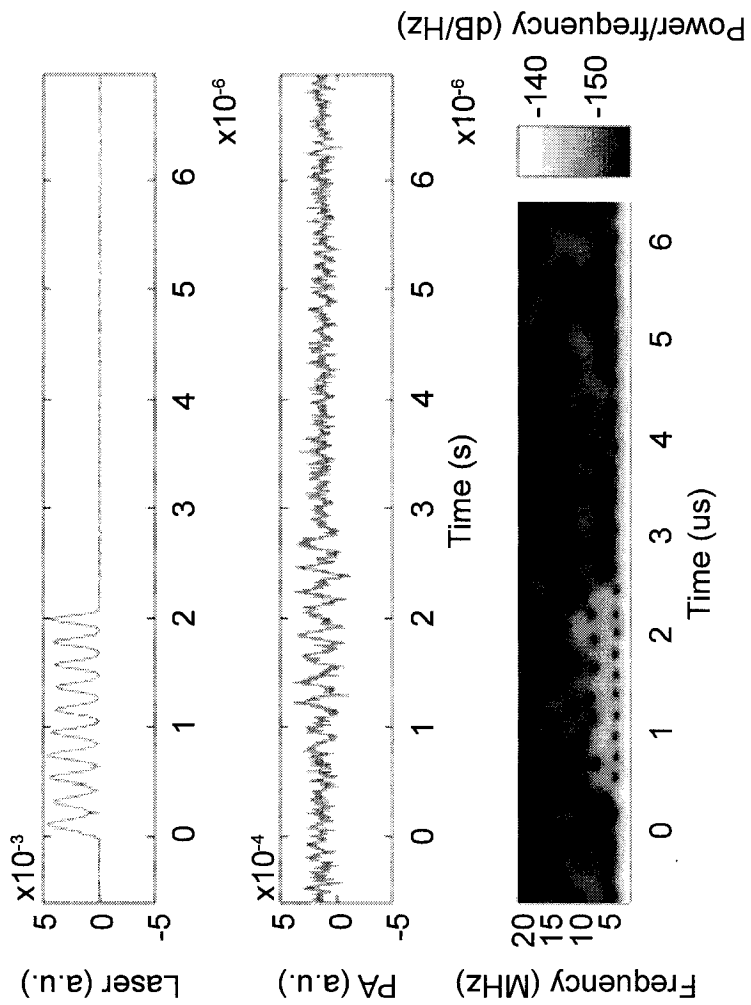 x10⁻³
5
0
-5
Laser (a.u.)
0 1 2 3 4 5 6
x10⁻⁶
x10⁻⁴
5
0
-5
PA (a.u.)
0 1 2 3 4 5 6
x10⁻⁶
Time (s)
20
15
10
5
Frequency (MHz)
0 1 2 3 4 5 6
Time (us)
-140
-150
Power/frequency (dB/Hz)